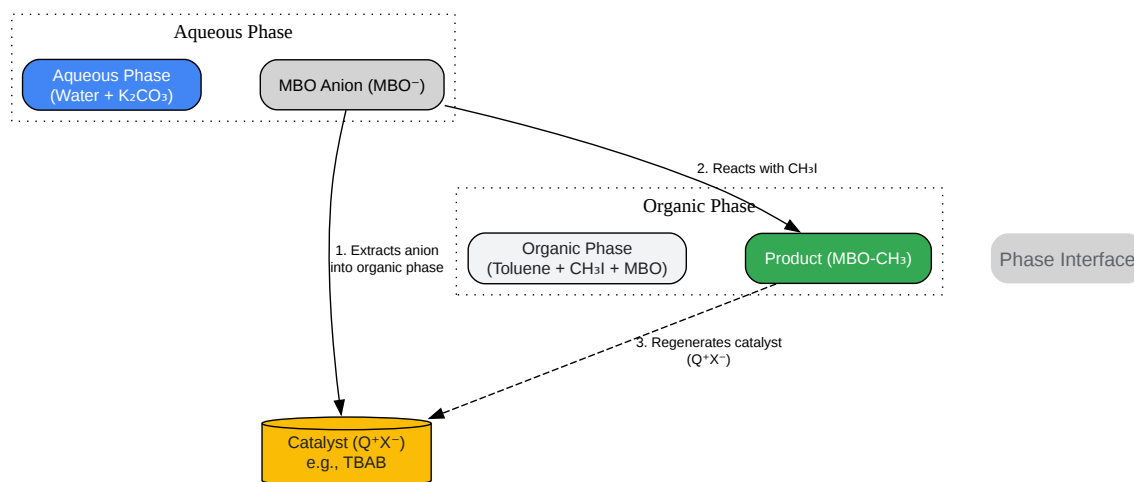 Aqueous Phase
Aqueous Phase
(Water + K₂CO₃)
MBO Anion (MBO⁻)
2. Reacts with CH₃I
Organic Phase
1. Extracts anion
into organic phase
Organic Phase
(Toluene + CH₃I + MBO)
Product (MBO-CH₃)
Phase Interface
3. Regenerates catalyst
(Q⁺X⁻)
Catalyst (Q⁺X⁻)
e.g., TBAB